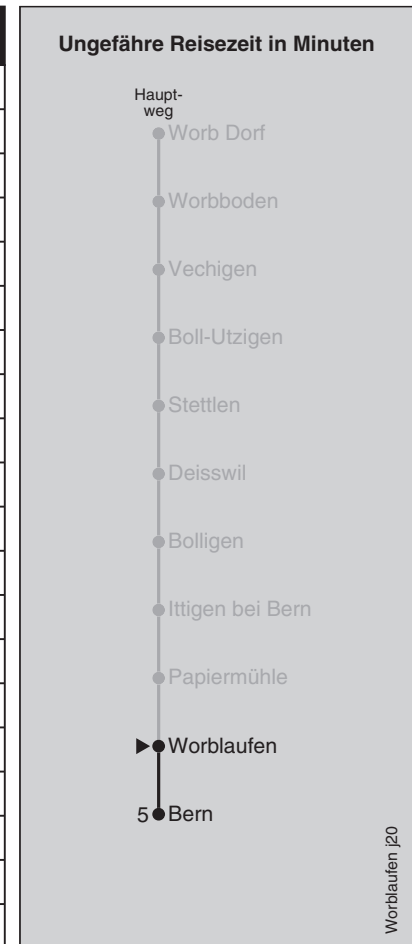 Ungefähre Reisezeit in Minuten
Haupt-
weg
Worb Dorf
Worbboden
Vechigen
Boll-Utzigen
Stettlen
Deisswil
Bolligen
Ittigen bei Bern
Papiermühle
Worblaufen
5 Bern
Worblaufen j20